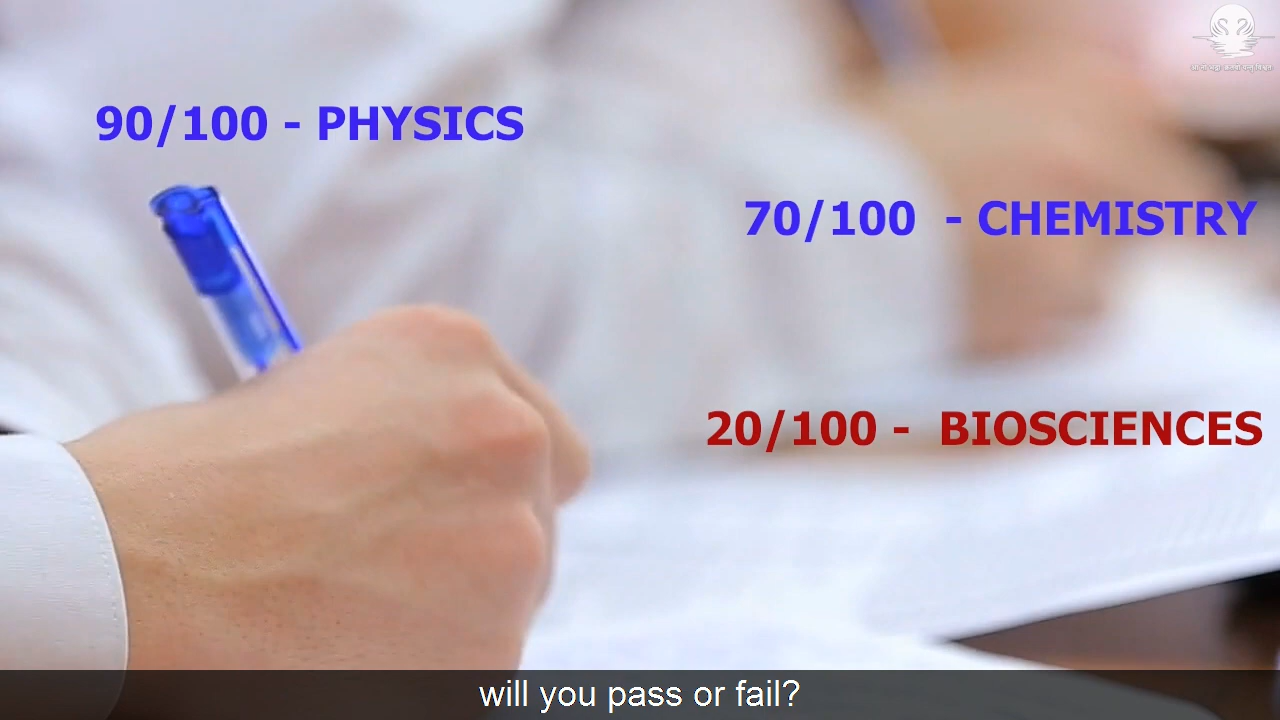 90/100 - PHYSICS
70/100 - CHEMISTRY
20/100 - BIOSCIENCES
will you pass or fail?